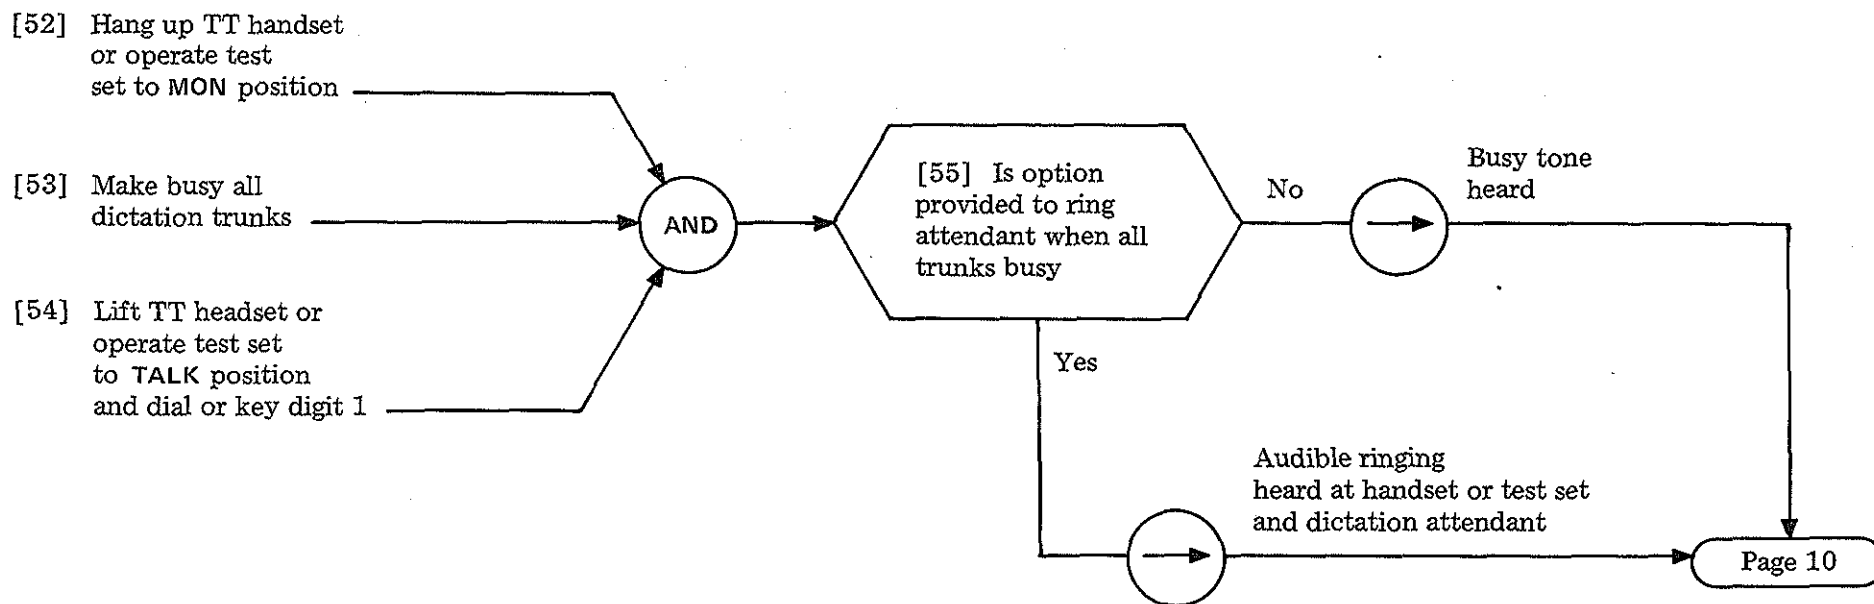 [52] Hang up TT handset
or operate test
set to MON position
[53] Make busy all
dictation trunks
[54] Lift TT headset or
operate test set
to TALK position
and dial or key digit 1
AND
[55] Is option
provided to ring
attendant when all
trunks busy
No
Busy tone
heard
Yes
Audible ringing
heard at handset or test set
and dictation attendant
Page 10